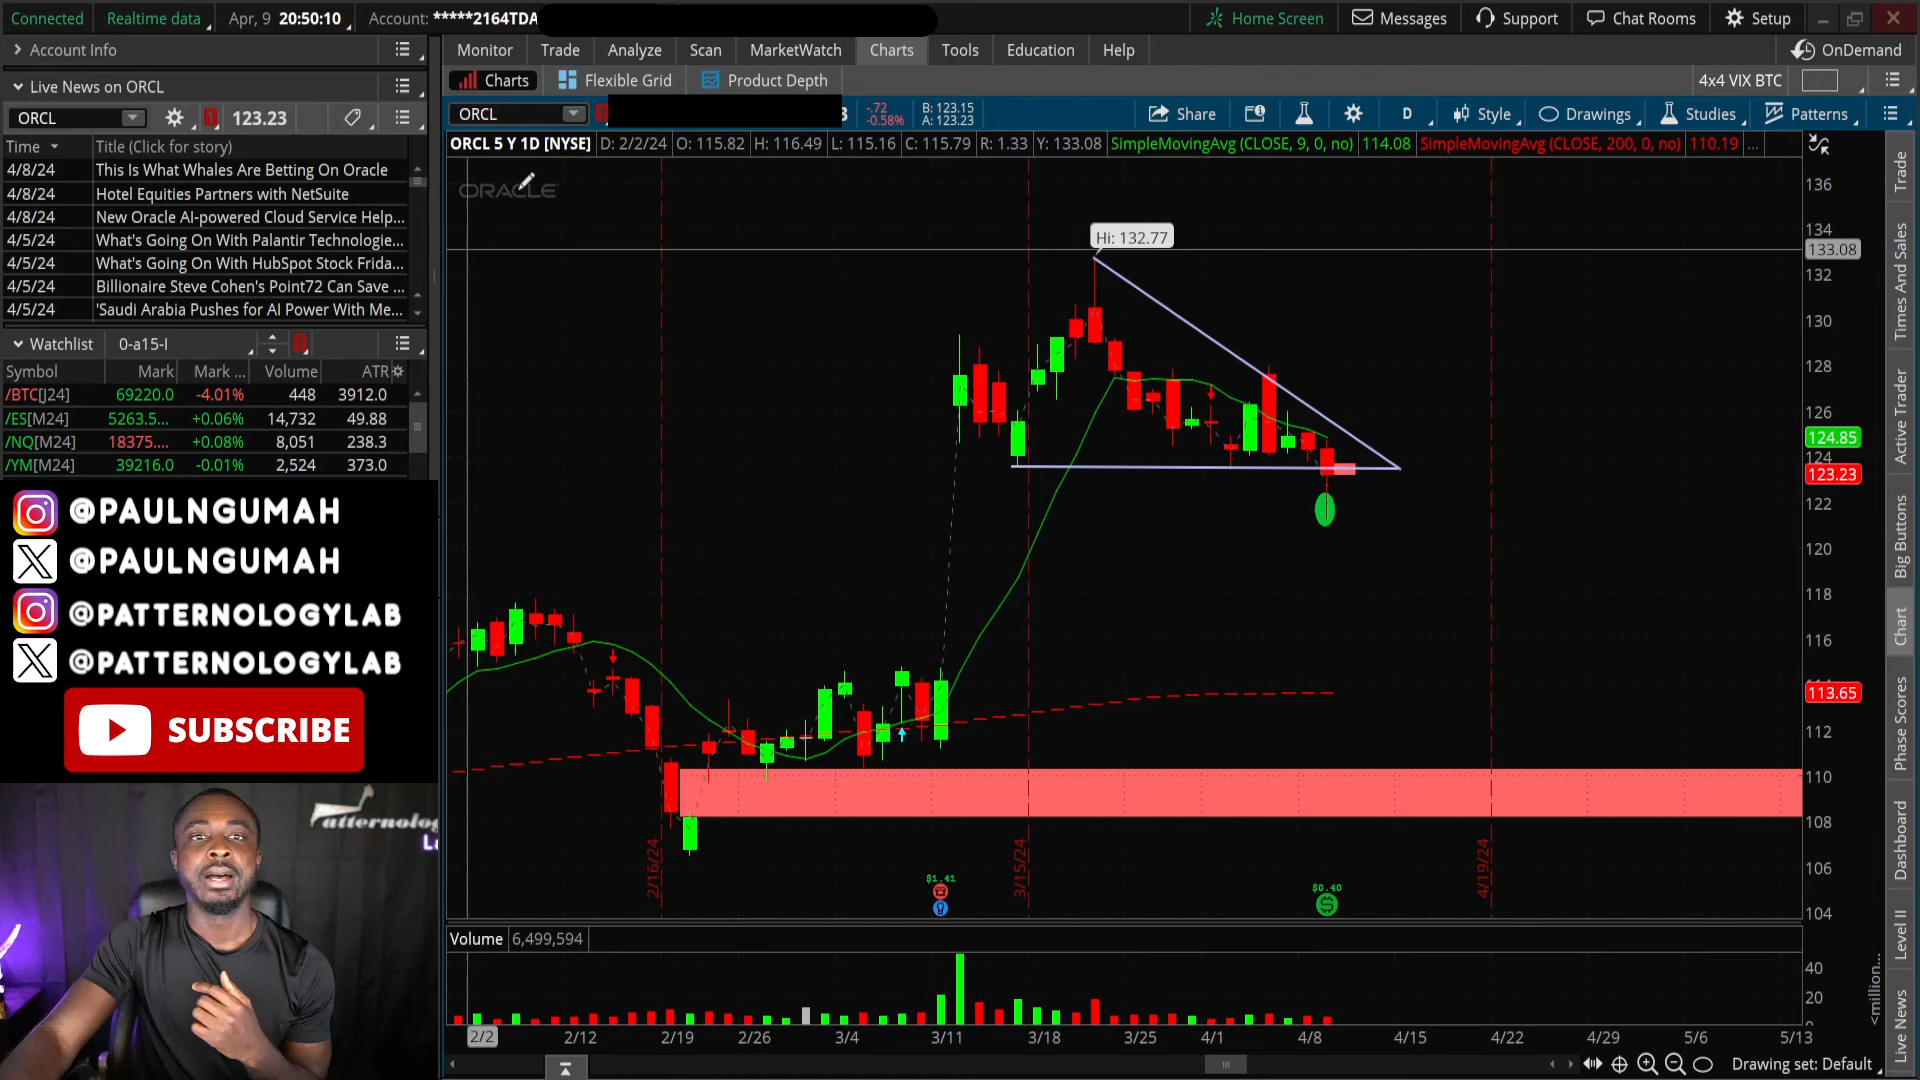 Connected Realtime data Apr, 9 20:50:10 Account: *****2164TDA Home Screen Messages Support Chat Rooms Setup
Account Info
Monitor Trade Analyze Scan MarketWatch Charts Tools Education Help OnDemand
Live News on ORCL
Charts Flexible Grid Product Depth 4x4 VIX BTC
ORCL 123.23
ORCL -.72 -0.58% B: 123.15 A: 123.23 Share D Style Drawings Studies Patterns
ORCL 5 Y 1D [NYSE] D: 2/2/24 O: 115.82 H: 116.49 L: 115.16 C: 115.79 R: 1.33 Y: 133.08 SimpleMovingAvg (CLOSE, 9, 0, no) 114.08 SimpleMovingAvg (CLOSE, 200, 0, no) 110.19 ...
Time Title (Click for story)
4/8/24 This Is What Whales Are Betting On Oracle
4/8/24 Hotel Equities Partners with NetSuite
4/8/24 New Oracle AI-powered Cloud Service Help...
4/5/24 What's Going On With Palantir Technologie...
4/5/24 What's Going On With HubSpot Stock Frida...
4/5/24 Billionaire Steve Cohen's Point72 Can Save ...
4/5/24 'Saudi Arabia Pushes for AI Power With Me...
Watchlist 0-a15-I
Symbol Mark Mark ... Volume ATR
/BTC[J24] 69220.0 -4.01% 448 3912.0
/ES[M24] 5263.5... +0.06% 14,732 49.88
/NQ[M24] 18375.... +0.08% 8,051 238.3
/YM[M24] 39216.0 -0.01% 2,524 373.0
@PAULNGUMAH
@PAULNGUMAH
@PATTERNOLOGYLAB
@PATTERNOLOGYLAB
SUBSCRIBE
ORACLE
Hi: 132.77
136
134
133.08
132
130
128
126
124.85
124
123.23
122
120
118
116
113.65
112
110
108
106
104
2/16/24
3/15/24
4/19/24
$1.41
$0.40
Volume 6,499,594
40
20
<million...
2/2 2/12 2/19 2/26 3/4 3/11 3/18 3/25 4/1 4/8 4/15 4/22 4/29 5/6 5/13
Drawing set: Default
Trade
Times And Sales
Active Trader
Big Buttons
Chart
Phase Scores
Dashboard
Level II
Live News